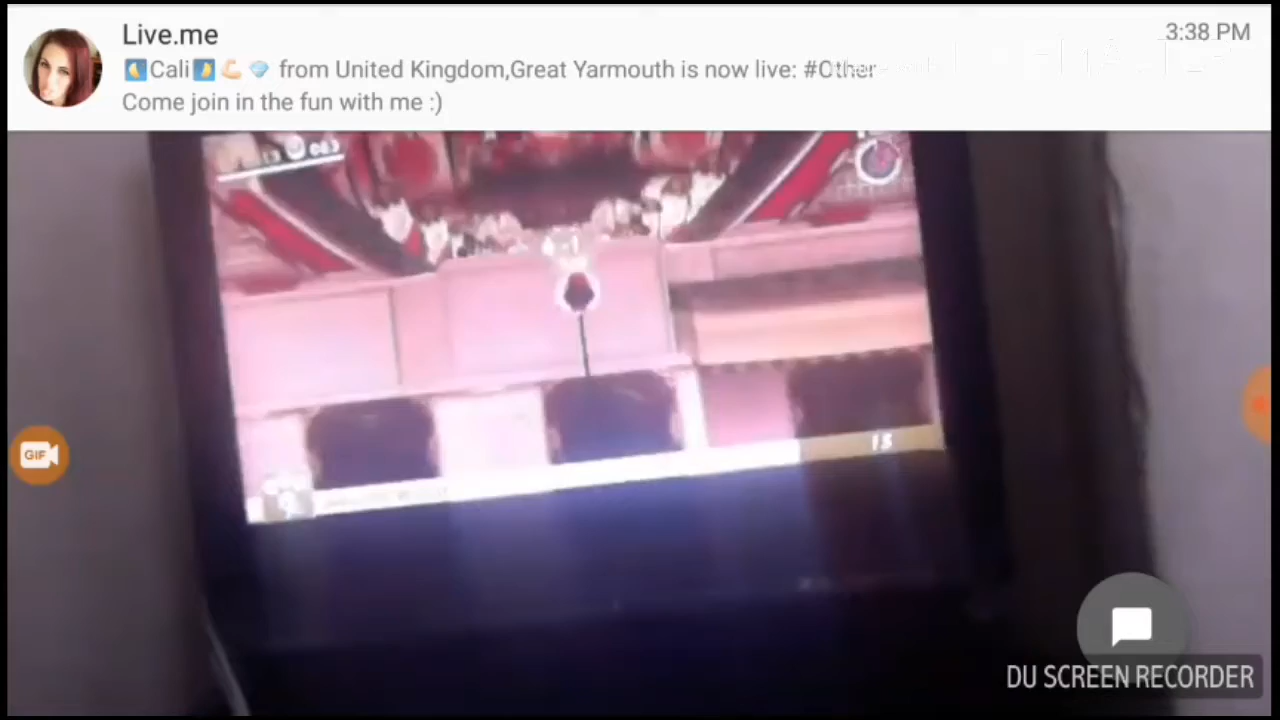 Live.me
3:38 PM
Cali💪🏻💎 from United Kingdom,Great Yarmouth is now live: #Other
Come join in the fun with me :)
GIF
15
DU SCREEN RECORDER